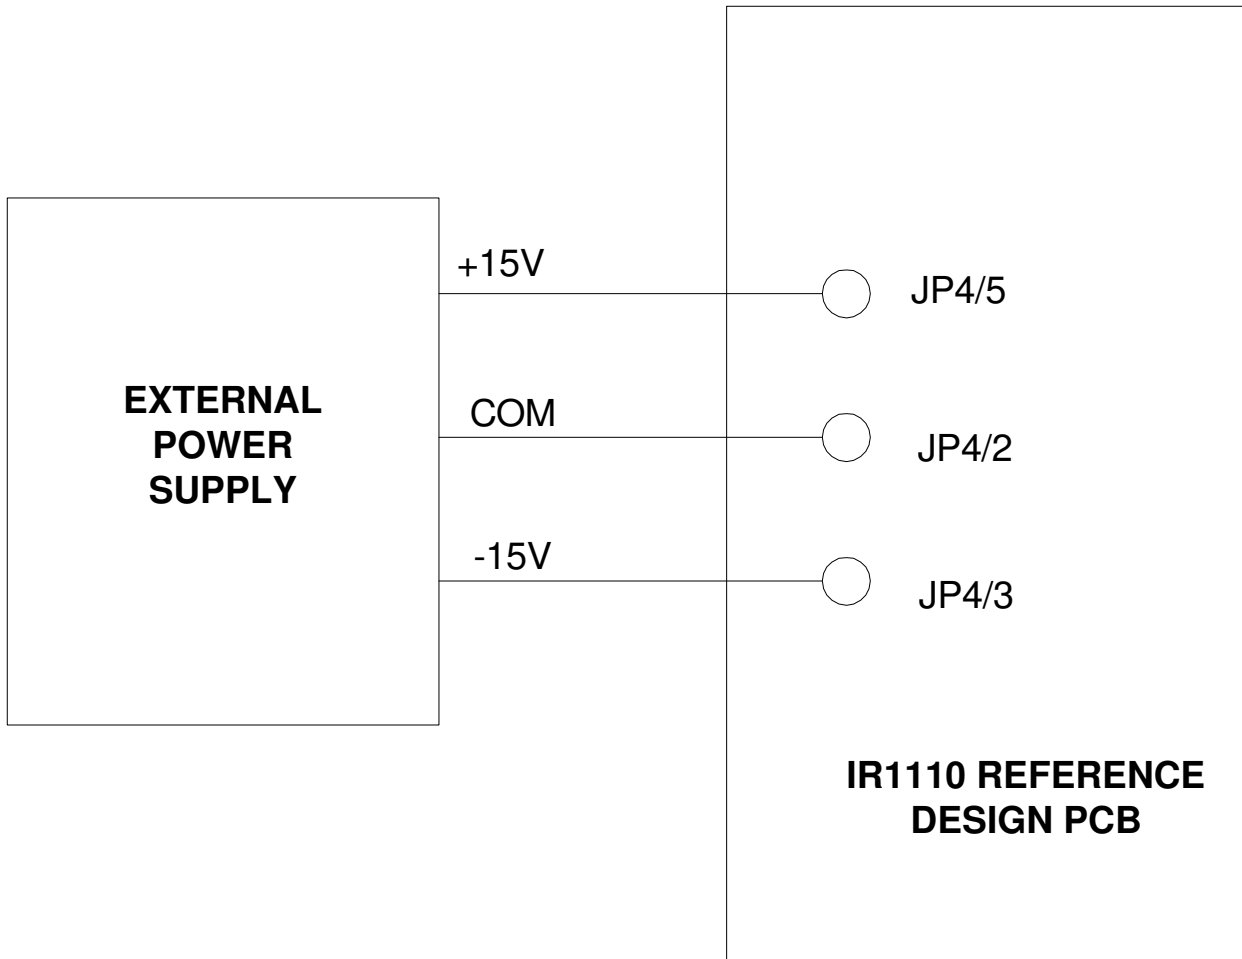 +15V
JP4/5
EXTERNAL
POWER
SUPPLY
COM
JP4/2
-15V
JP4/3
IR1110 REFERENCE
DESIGN PCB